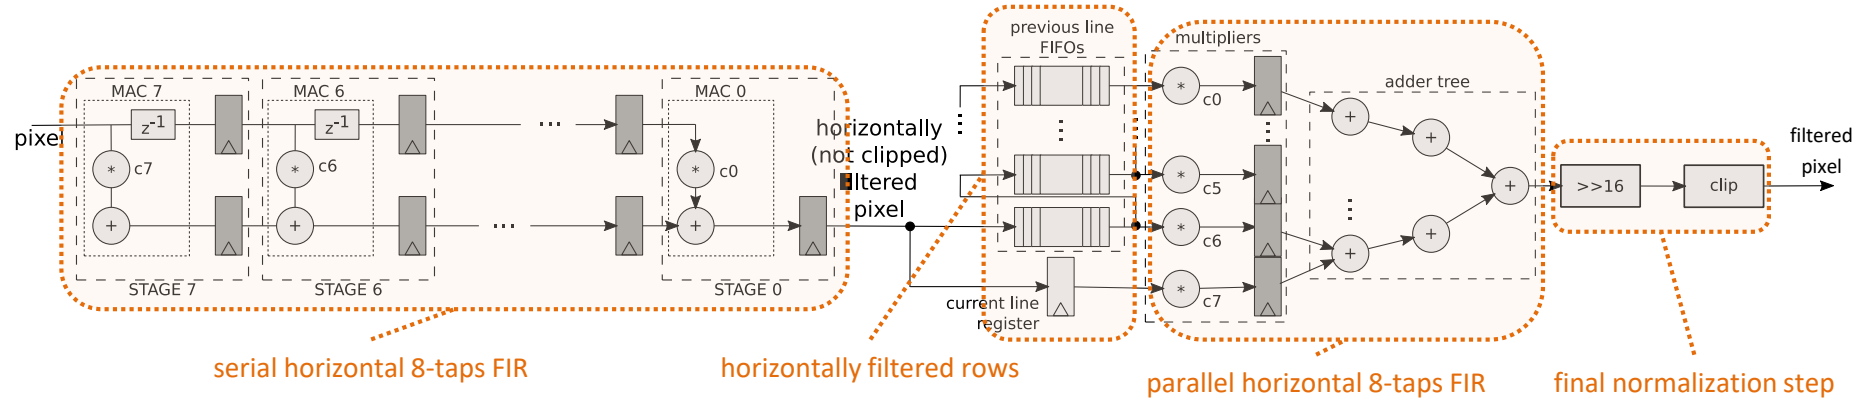 pixel
MAC 7
z⁻¹
*
c7
+
STAGE 7
MAC 6
z⁻¹
*
c6
+
STAGE 6
...
...
MAC 0
*
c0
+
STAGE 0
serial horizontal 8-taps FIR
horizontally
(not clipped)
filtered
pixel
previous line
FIFOs
current line
register
horizontally filtered rows
multipliers
*
c0
*
c5
*
c6
*
c7
adder tree
+
+
+
+
+
parallel horizontal 8-taps FIR
>>16
clip
final normalization step
filtered
pixel